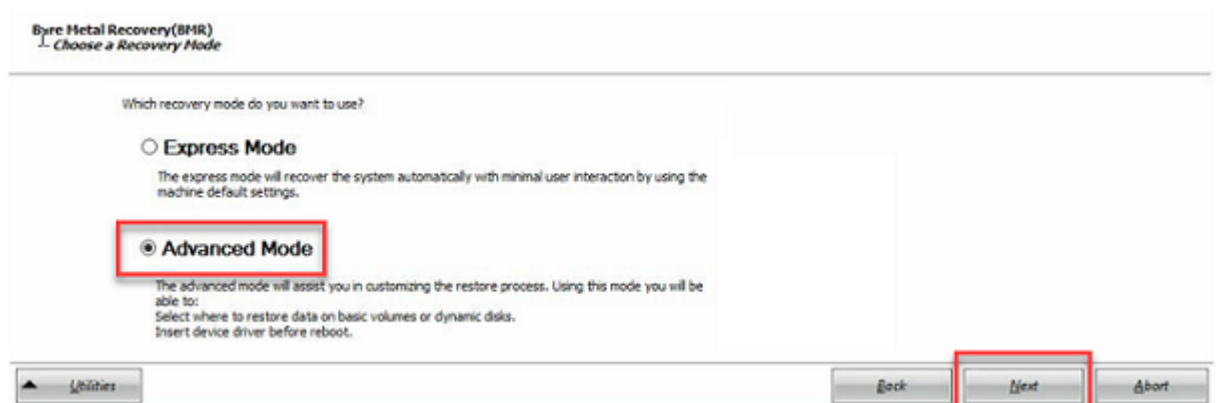 Bare Metal Recovery(BMR)
- Choose a Recovery Mode
Which recovery mode do you want to use?
Express Mode
The express mode will recover the system automatically with minimal user interaction by using the
machine default settings.
Advanced Mode
The advanced mode will assist you in customizing the restore process. Using this mode you will be
able to:
Select where to restore data on basic volumes or dynamic disks.
Insert device driver before reboot.
Utilities
Back
Next
Abort